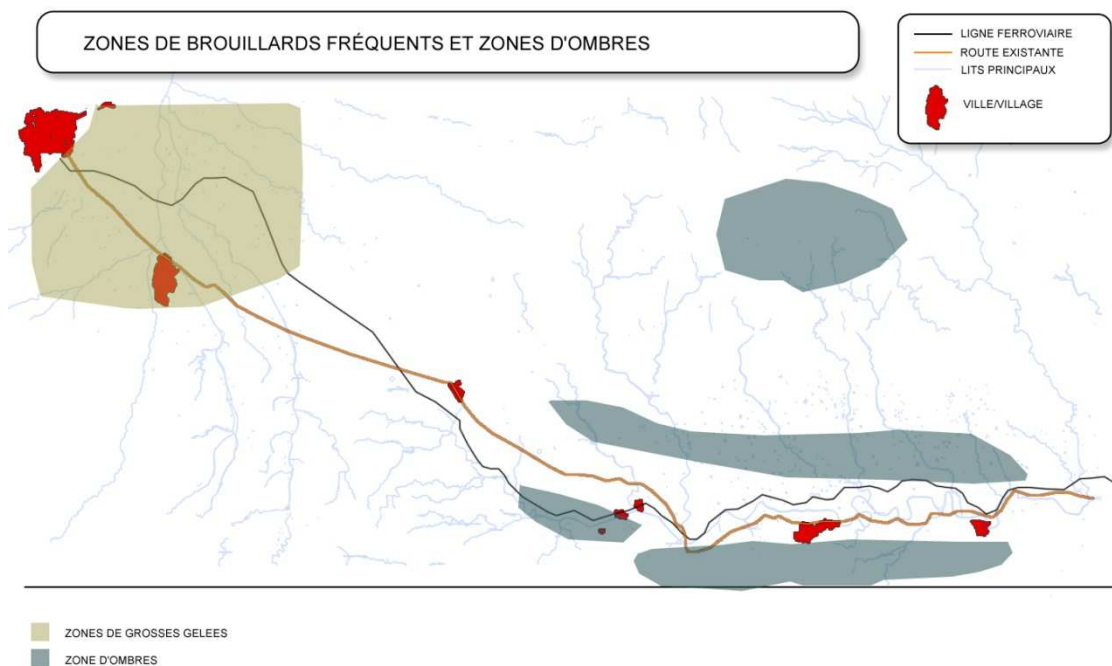 ZONES DE BROUILLARDS FRÉQUENTS ET ZONES D'OMBRES
LIGNE FERROVIAIRE
ROUTE EXISTANTE
LITS PRINCIPAUX
VILLE/VILLAGE
ZONES DE GROSSES GELEES
ZONE D'OMBRES